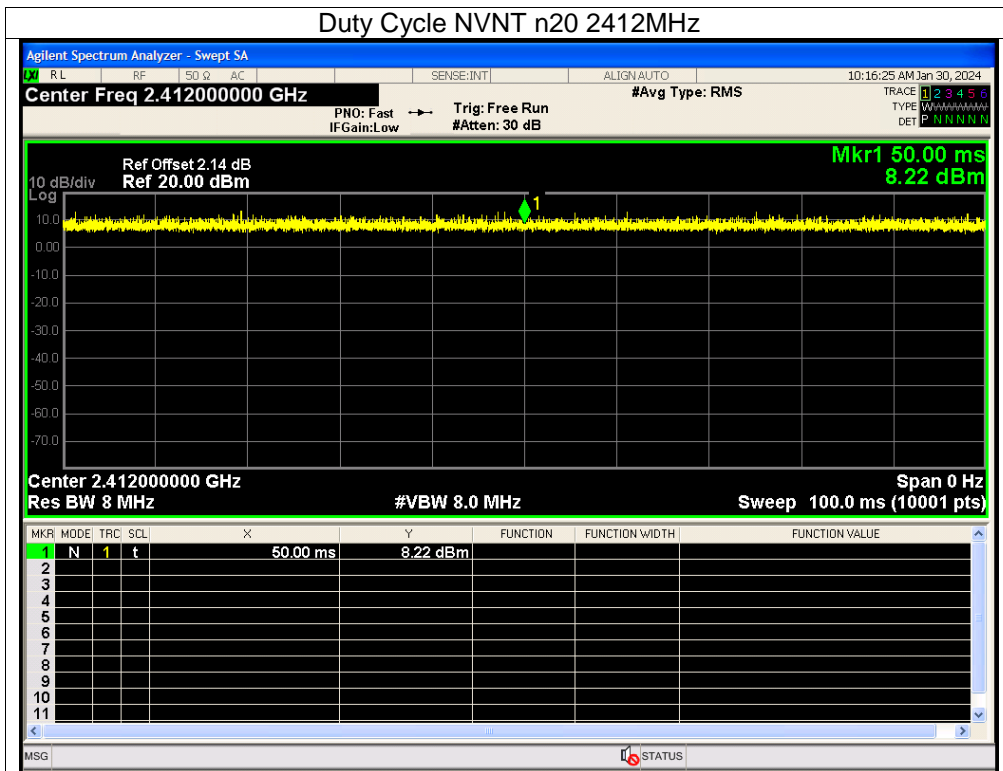 Duty Cycle NVNT n20 2412MHz
Agilent Spectrum Analyzer - Swept SA
LXI RL RF 50 Ω AC SENSE:INT ALIGN AUTO 10:16:25 AM Jan 30, 2024
Center Freq 2.412000000 GHz #Avg Type: RMS TRACE 1 2 3 4 5 6
PNO: Fast Trig: Free Run TYPE WWWWWW
IFGain:Low #Atten: 30 dB DET P N N N N N
Mkr1 50.00 ms
Ref Offset 2.14 dB
10 dB/div Ref 20.00 dBm 8.22 dBm
Log
1
10.0
0.00
-10.0
-20.0
-30.0
-40.0
-50.0
-60.0
-70.0
Center 2.412000000 GHz Span 0 Hz
Res BW 8 MHz #VBW 8.0 MHz Sweep 100.0 ms (10001 pts)
MKR MODE TRC SCL X Y FUNCTION FUNCTION WIDTH FUNCTION VALUE
1 N 1 t 50.00 ms 8.22 dBm
2
3
4
5
6
7
8
9
10
11
MSG STATUS